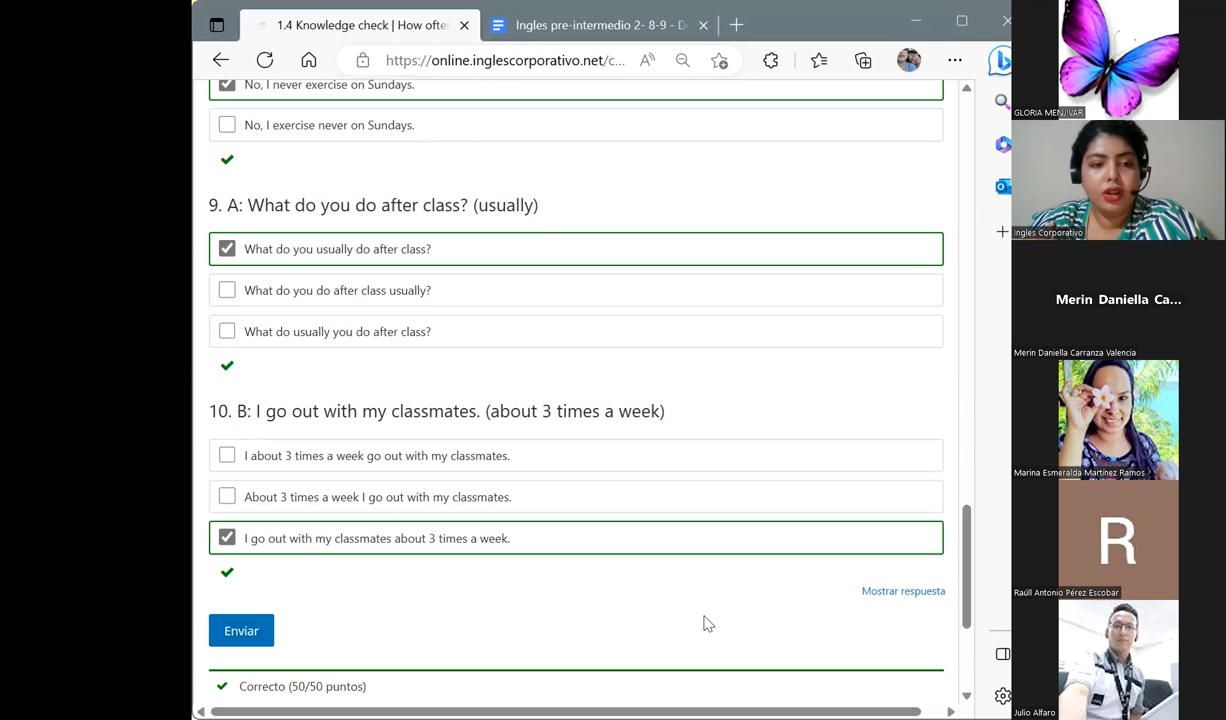 1.4 Knowledge check | How ofte
Ingles pre-intermedio 2- 8-9 - D
https://online.inglescorporativo.net/c...
No, I never exercise on Sundays.
No, I exercise never on Sundays.
9. A: What do you do after class? (usually)
What do you usually do after class?
What do you do after class usually?
What do usually you do after class?
10. B: I go out with my classmates. (about 3 times a week)
I about 3 times a week go out with my classmates.
About 3 times a week I go out with my classmates.
I go out with my classmates about 3 times a week.
Mostrar respuesta
Enviar
Correcto (50/50 puntos)
GLORIA MENJIVAR
Ingles Corporativo
Merin Daniella Ca...
Merin Daniella Carranza Valencia
Marina Esmeralda Martínez Ramos
R
Raúll Antonio Pérez Escobar
Julio Alfaro